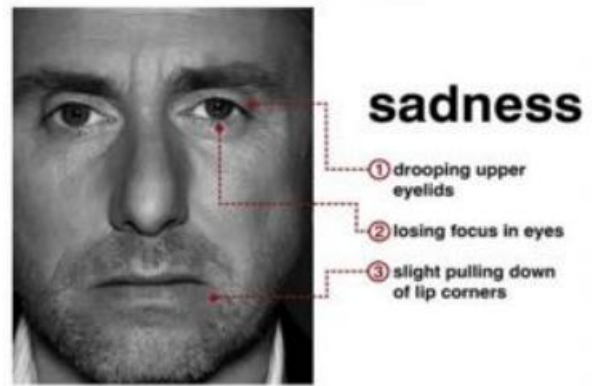 sadness
① drooping upper
eyelids
② losing focus in eyes
③ slight pulling down
of lip corners